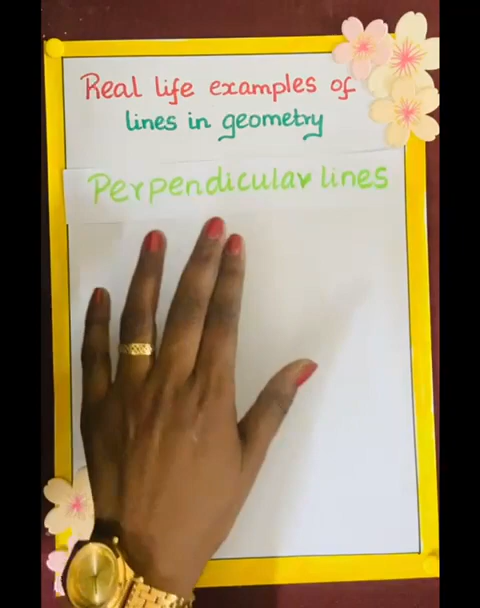 Real life examples of
lines in geometry
Perpendicular lines